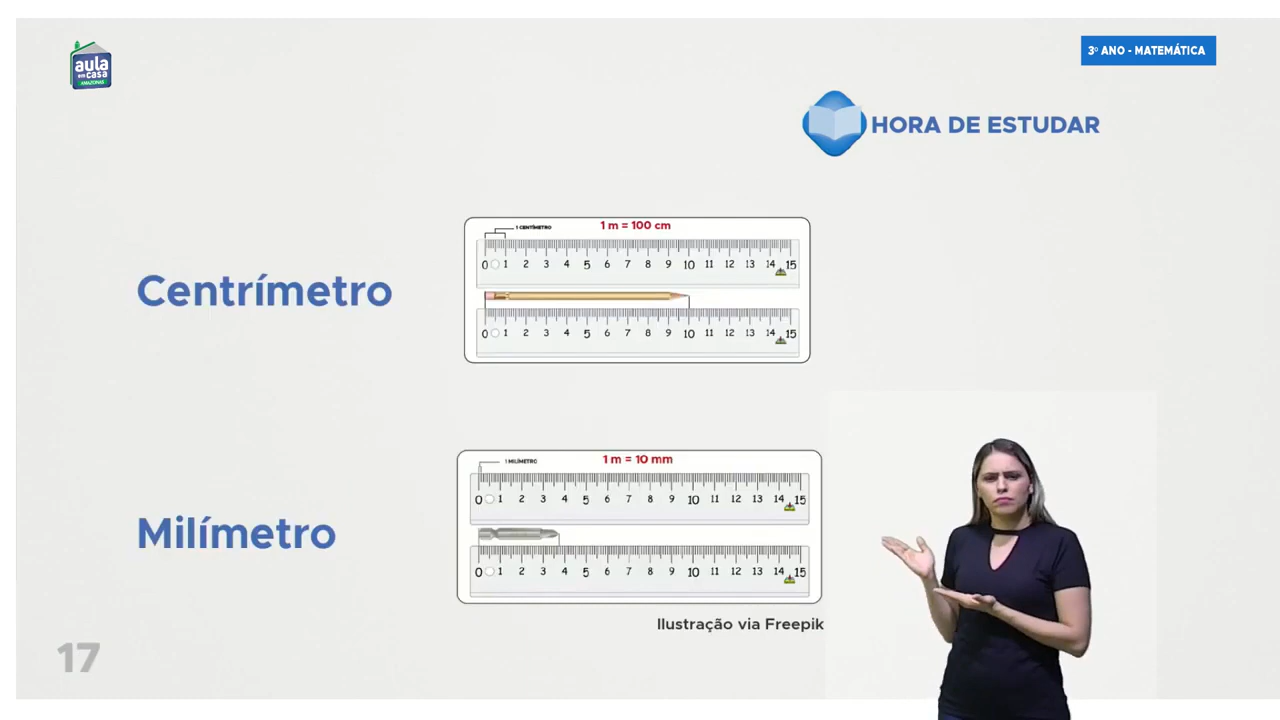 aula
em casa
AMAZONAS
3º ANO - MATEMÁTICA
HORA DE ESTUDAR
Centrímetro
1 CENTÍMETRO
1 m = 100 cm
0 1 2 3 4 5 6 7 8 9 10 11 12 13 14 15
0 1 2 3 4 5 6 7 8 9 10 11 12 13 14 15
Milímetro
1 MILÍMETRO
1 m = 10 mm
0 1 2 3 4 5 6 7 8 9 10 11 12 13 14 15
0 1 2 3 4 5 6 7 8 9 10 11 12 13 14 15
Ilustração via Freepik
17